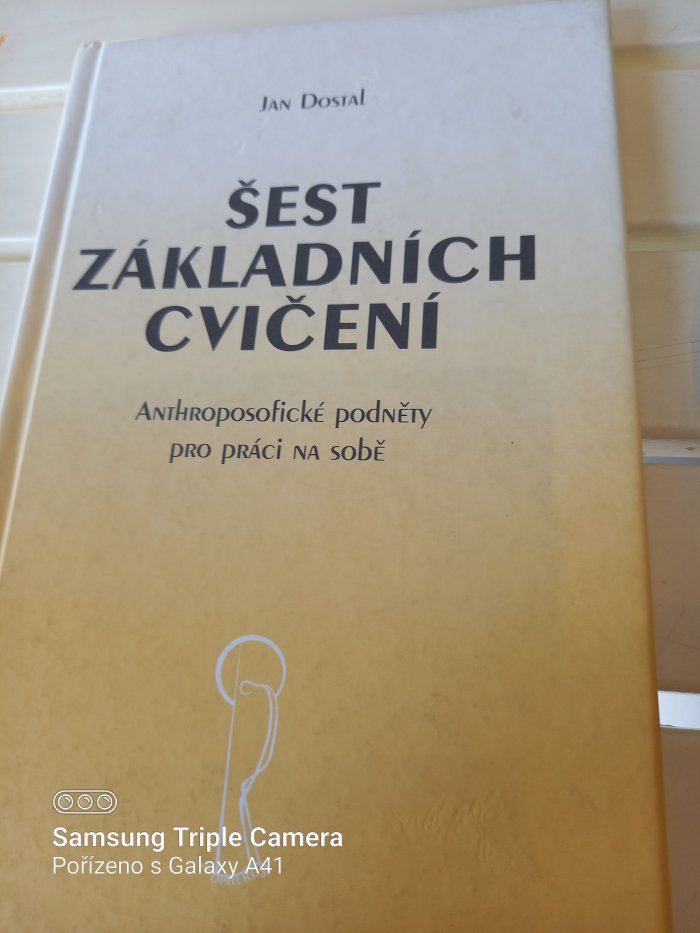 Jan Dostal
ŠEST
ZÁKLADNÍCH
CVIČENÍ
Anthroposofické podněty
pro práci na sobě
Samsung Triple Camera
Pořízeno s Galaxy A41